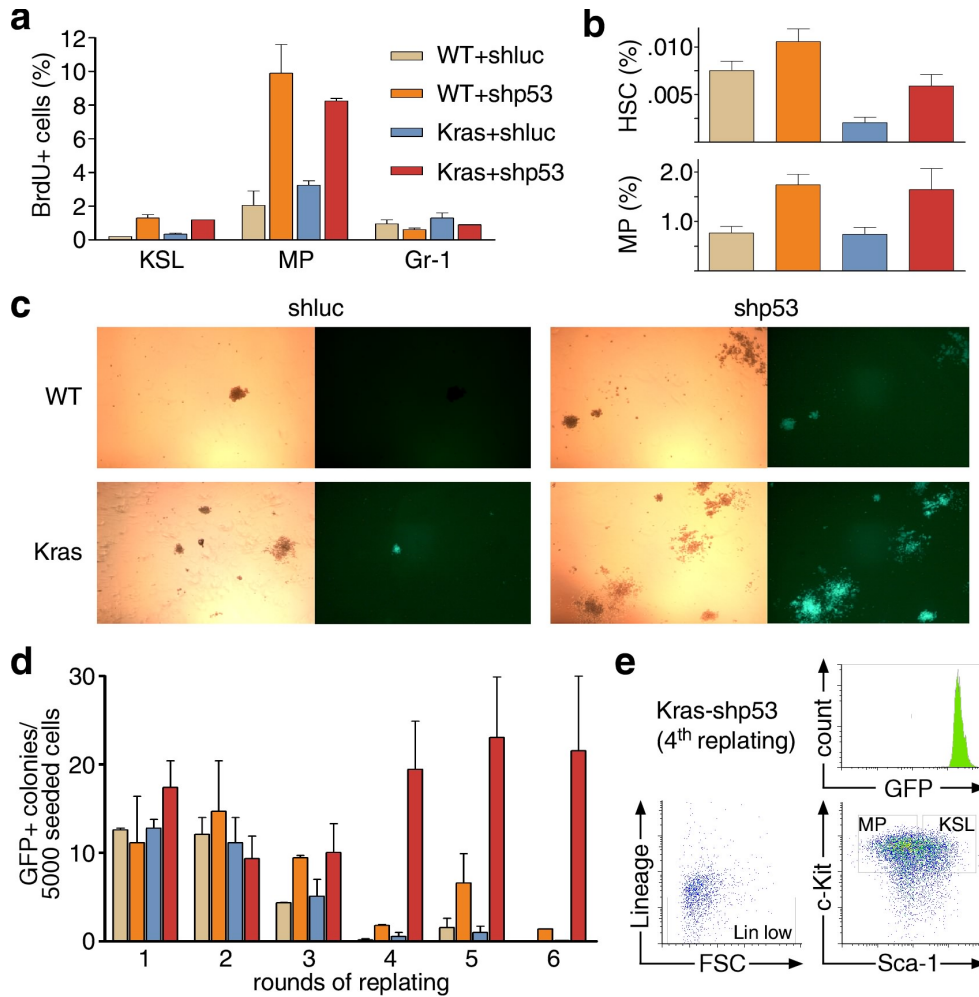 a
12
10
8
6
4
2
0
BrdU+ cells (%)
KSL MP Gr-1
WT+shluc
WT+shp53
Kras+shluc
Kras+shp53
b
HSC (%)
.010
.005
MP (%)
2.0
1.0
c
shluc shp53
WT
Kras
d
GFP+ colonies/
5000 seeded cells
30
20
10
0
1 2 3 4 5 6
rounds of replating
e
Kras-shp53
(4th replating)
count
GFP
Lineage
Lin low
FSC
c-Kit
MP KSL
Sca-1